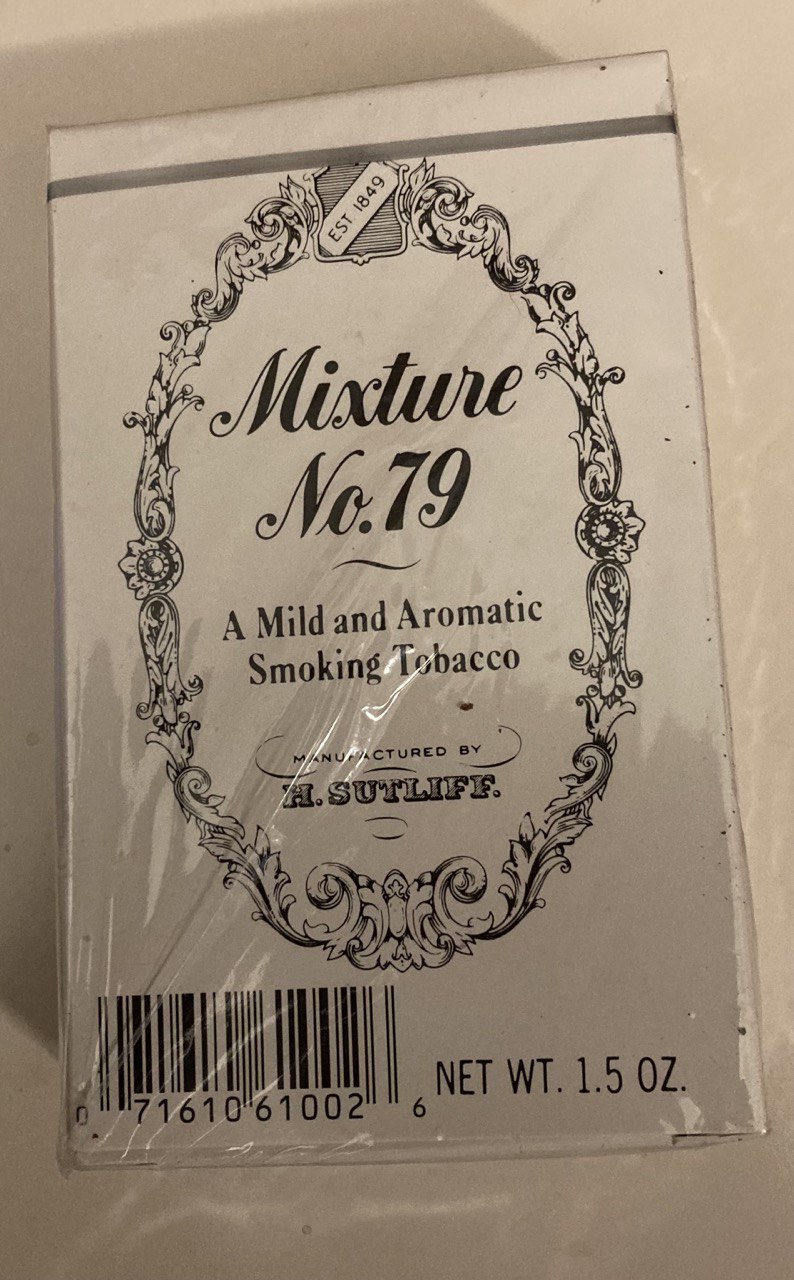 EST 1849
Mixture
No.79
A Mild and Aromatic
Smoking Tobacco
MANUFACTURED BY
H. SUTLIFF.
NET WT. 1.5 OZ.
0 71610 61002 6